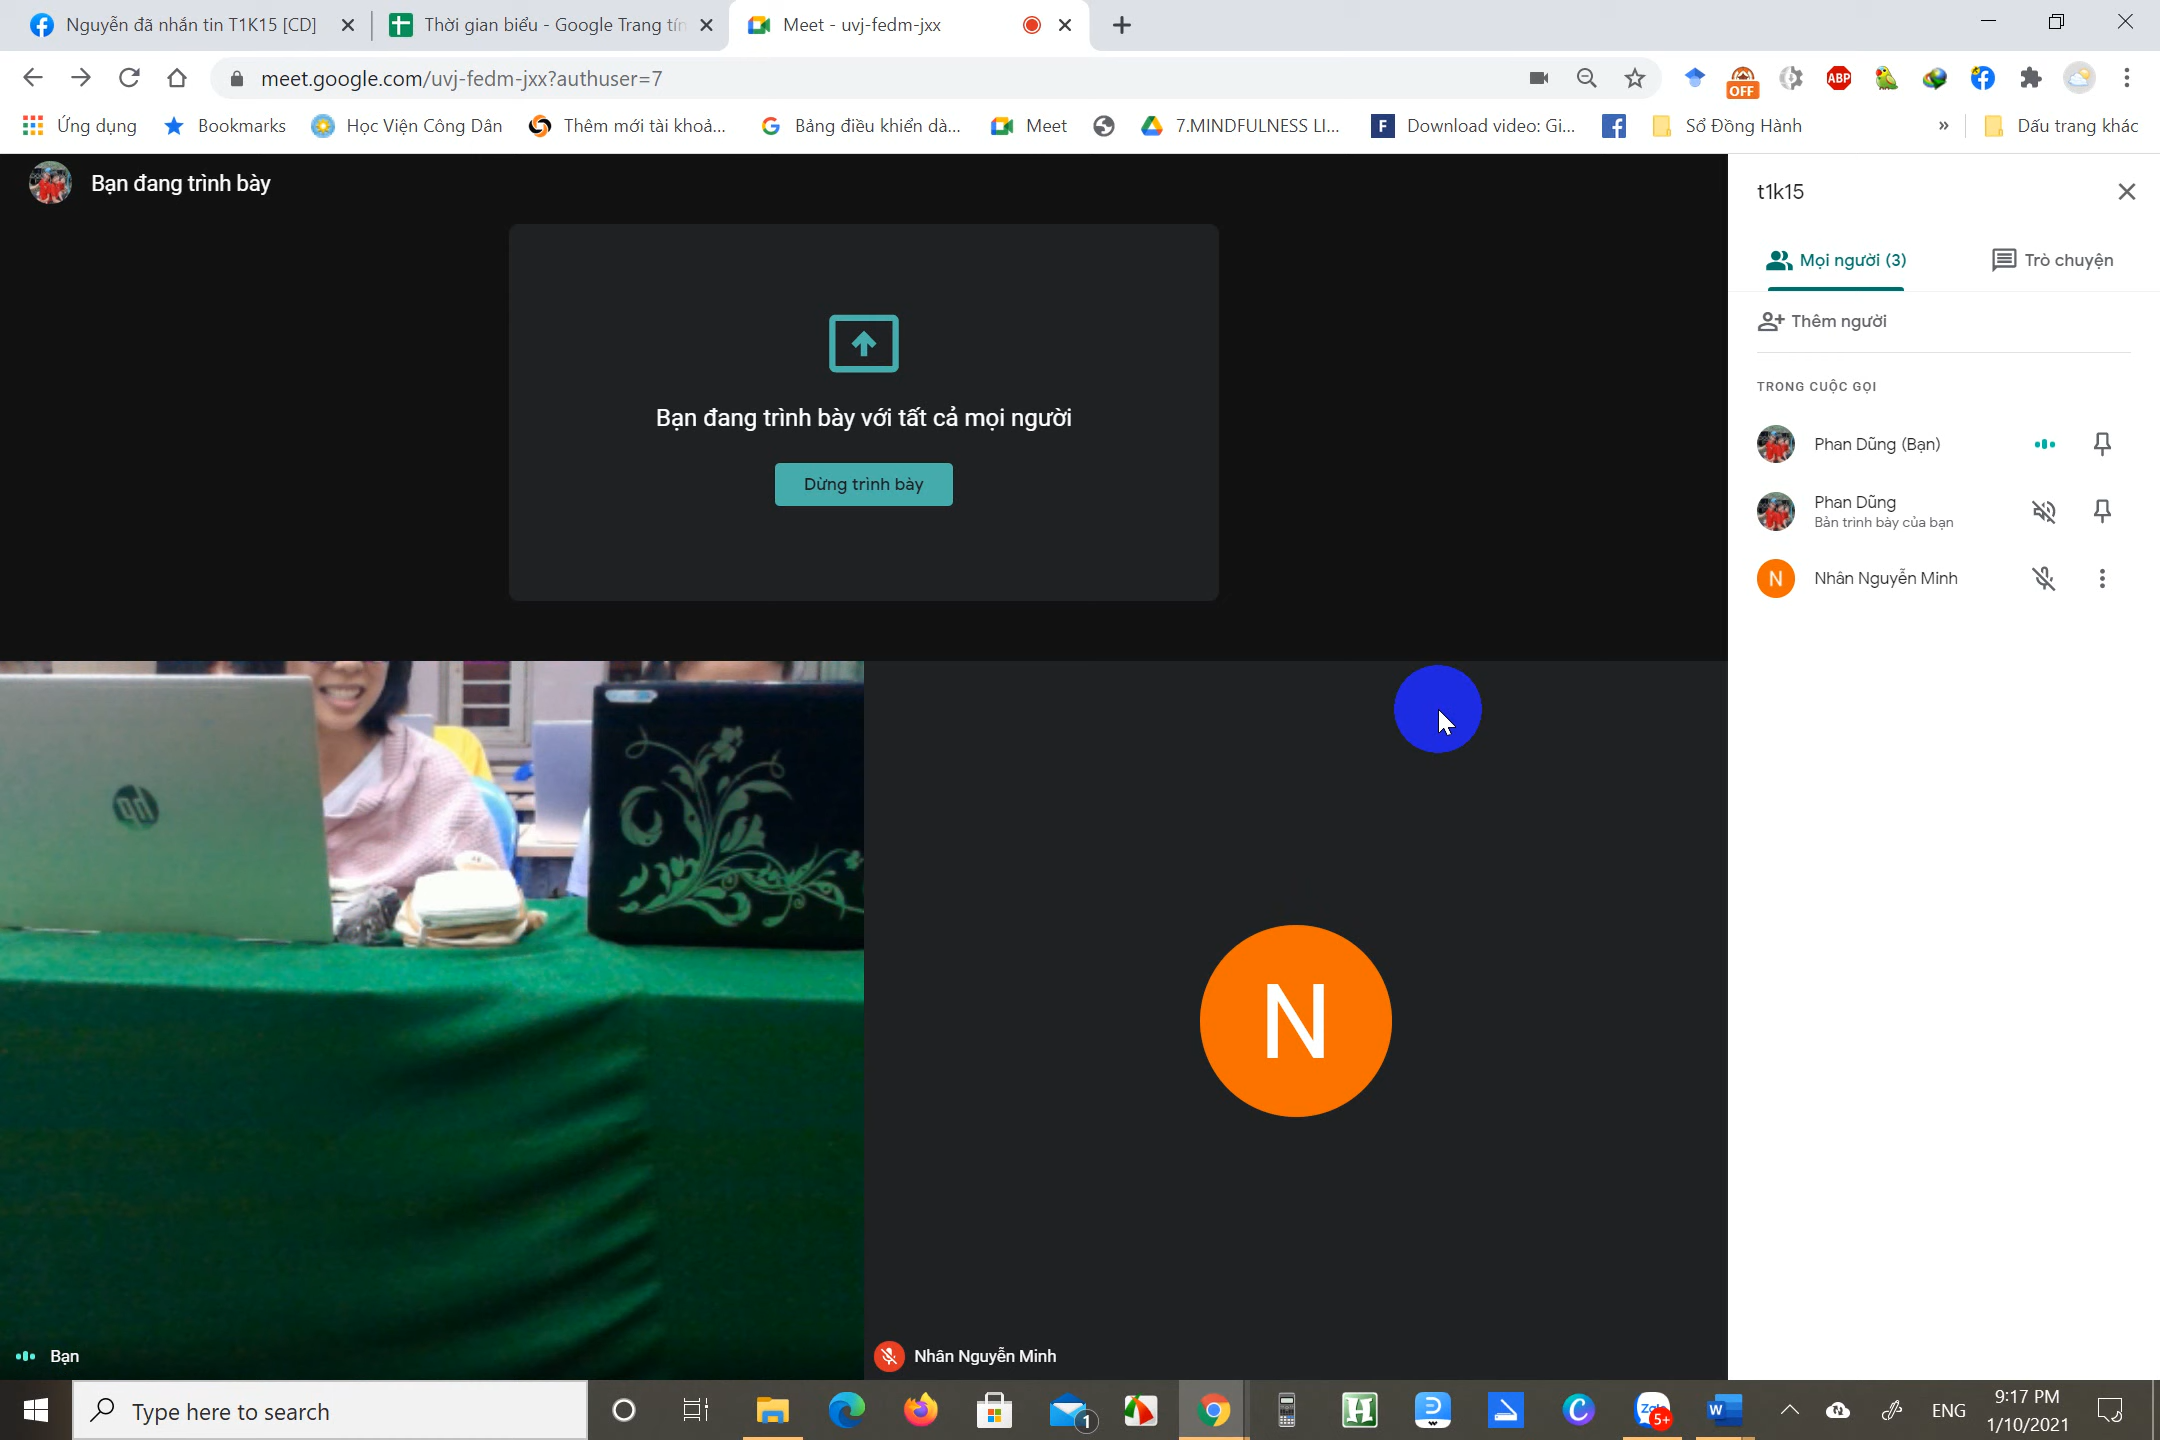 Nguyễn đã nhắn tin T1K15 [CD]
Thời gian biểu - Google Trang tín
Meet - uvj-fedm-jxx
meet.google.com/uvj-fedm-jxx?authuser=7
OFF
ABP
Ứng dụng
Bookmarks
Học Viện Công Dân
Thêm mới tài khoả...
Bảng điều khiển dà...
Meet
7.MINDFULNESS LI...
F
Download video: Gi...
Sổ Đồng Hành
»
Dấu trang khác
Bạn đang trình bày
Bạn đang trình bày với tất cả mọi người
Dừng trình bày
t1k15
Mọi người (3)
Trò chuyện
Thêm người
TRONG CUỘC GỌI
Phan Dũng (Bạn)
Phan Dũng
Bản trình bày của bạn
N
Nhân Nguyễn Minh
hp
N
Bạn
Nhân Nguyễn Minh
Type here to search
1
Zalo
5+
W
ENG
9:17 PM
1/10/2021